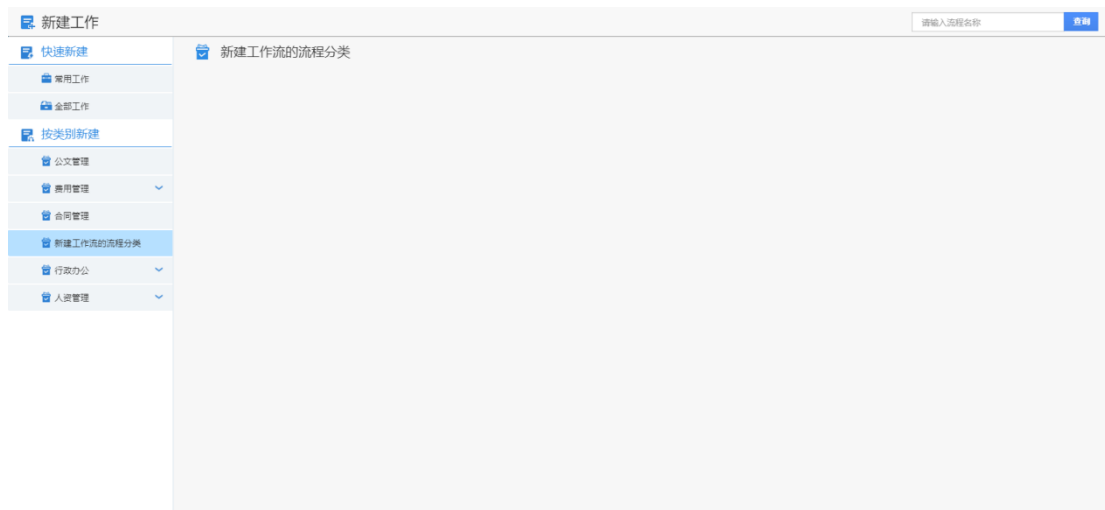 新建工作
请输入流程名称
查询
快速新建
常用工作
全部工作
按类别新建
公文管理
费用管理
合同管理
新建工作流的流程分类
行政办公
人资管理
新建工作流的流程分类